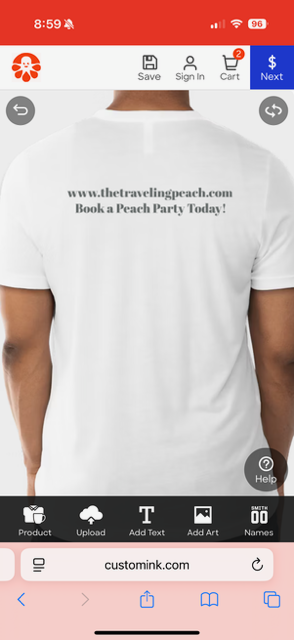 8:59
96
2
Save
Sign In
Cart
$
Next
www.thetravelingpeach.com
Book a Peach Party Today!
Help
SMITH
00
Product
Upload
Add Text
Add Art
Names
customink.com